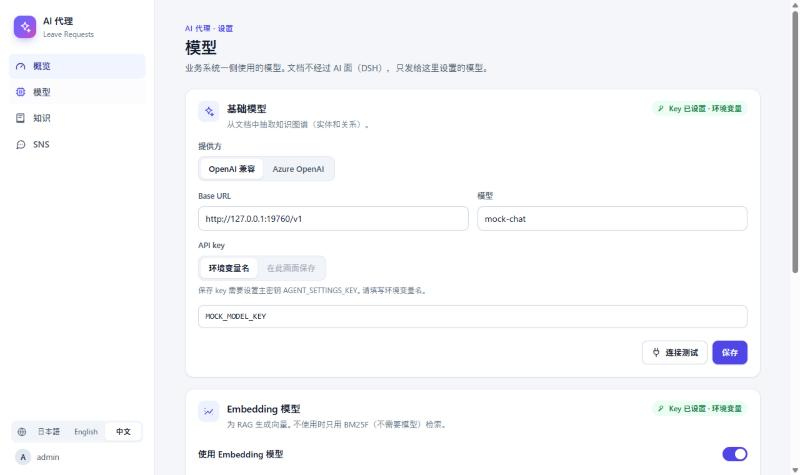 AI 代理
Leave Requests
概览
模型
知识
SNS
日本語 English 中文
A admin
AI 代理 · 设置
模型
业务系统一侧使用的模型。文档不经过 AI 面（DSH），只发给这里设置的模型。
基础模型
从文档中抽取知识图谱（实体和关系）。
Key 已设置 · 环境变量
提供方
OpenAI 兼容 Azure OpenAI
Base URL 模型
http://127.0.0.1:19760/v1 mock-chat
API key
环境变量名 在此画面保存
保存 key 需要设置主密钥 AGENT_SETTINGS_KEY。请填写环境变量名。
MOCK_MODEL_KEY
连接测试 保存
Embedding 模型
为 RAG 生成向量。不使用时只用 BM25F（不需要模型）检索。
Key 已设置 · 环境变量
使用 Embedding 模型